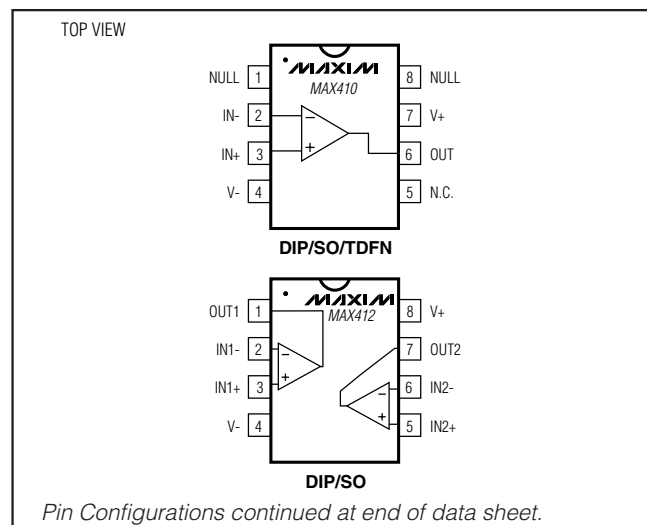 TOP VIEW
MAXIM
MAX410
NULL 1
8 NULL
IN- 2
7 V+
IN+ 3
6 OUT
V- 4
5 N.C.
−
+
DIP/SO/TDFN
MAXIM
MAX412
OUT1 1
8 V+
IN1- 2
7 OUT2
IN1+ 3
6 IN2-
V- 4
5 IN2+
−
+
−
+
DIP/SO
Pin Configurations continued at end of data sheet.